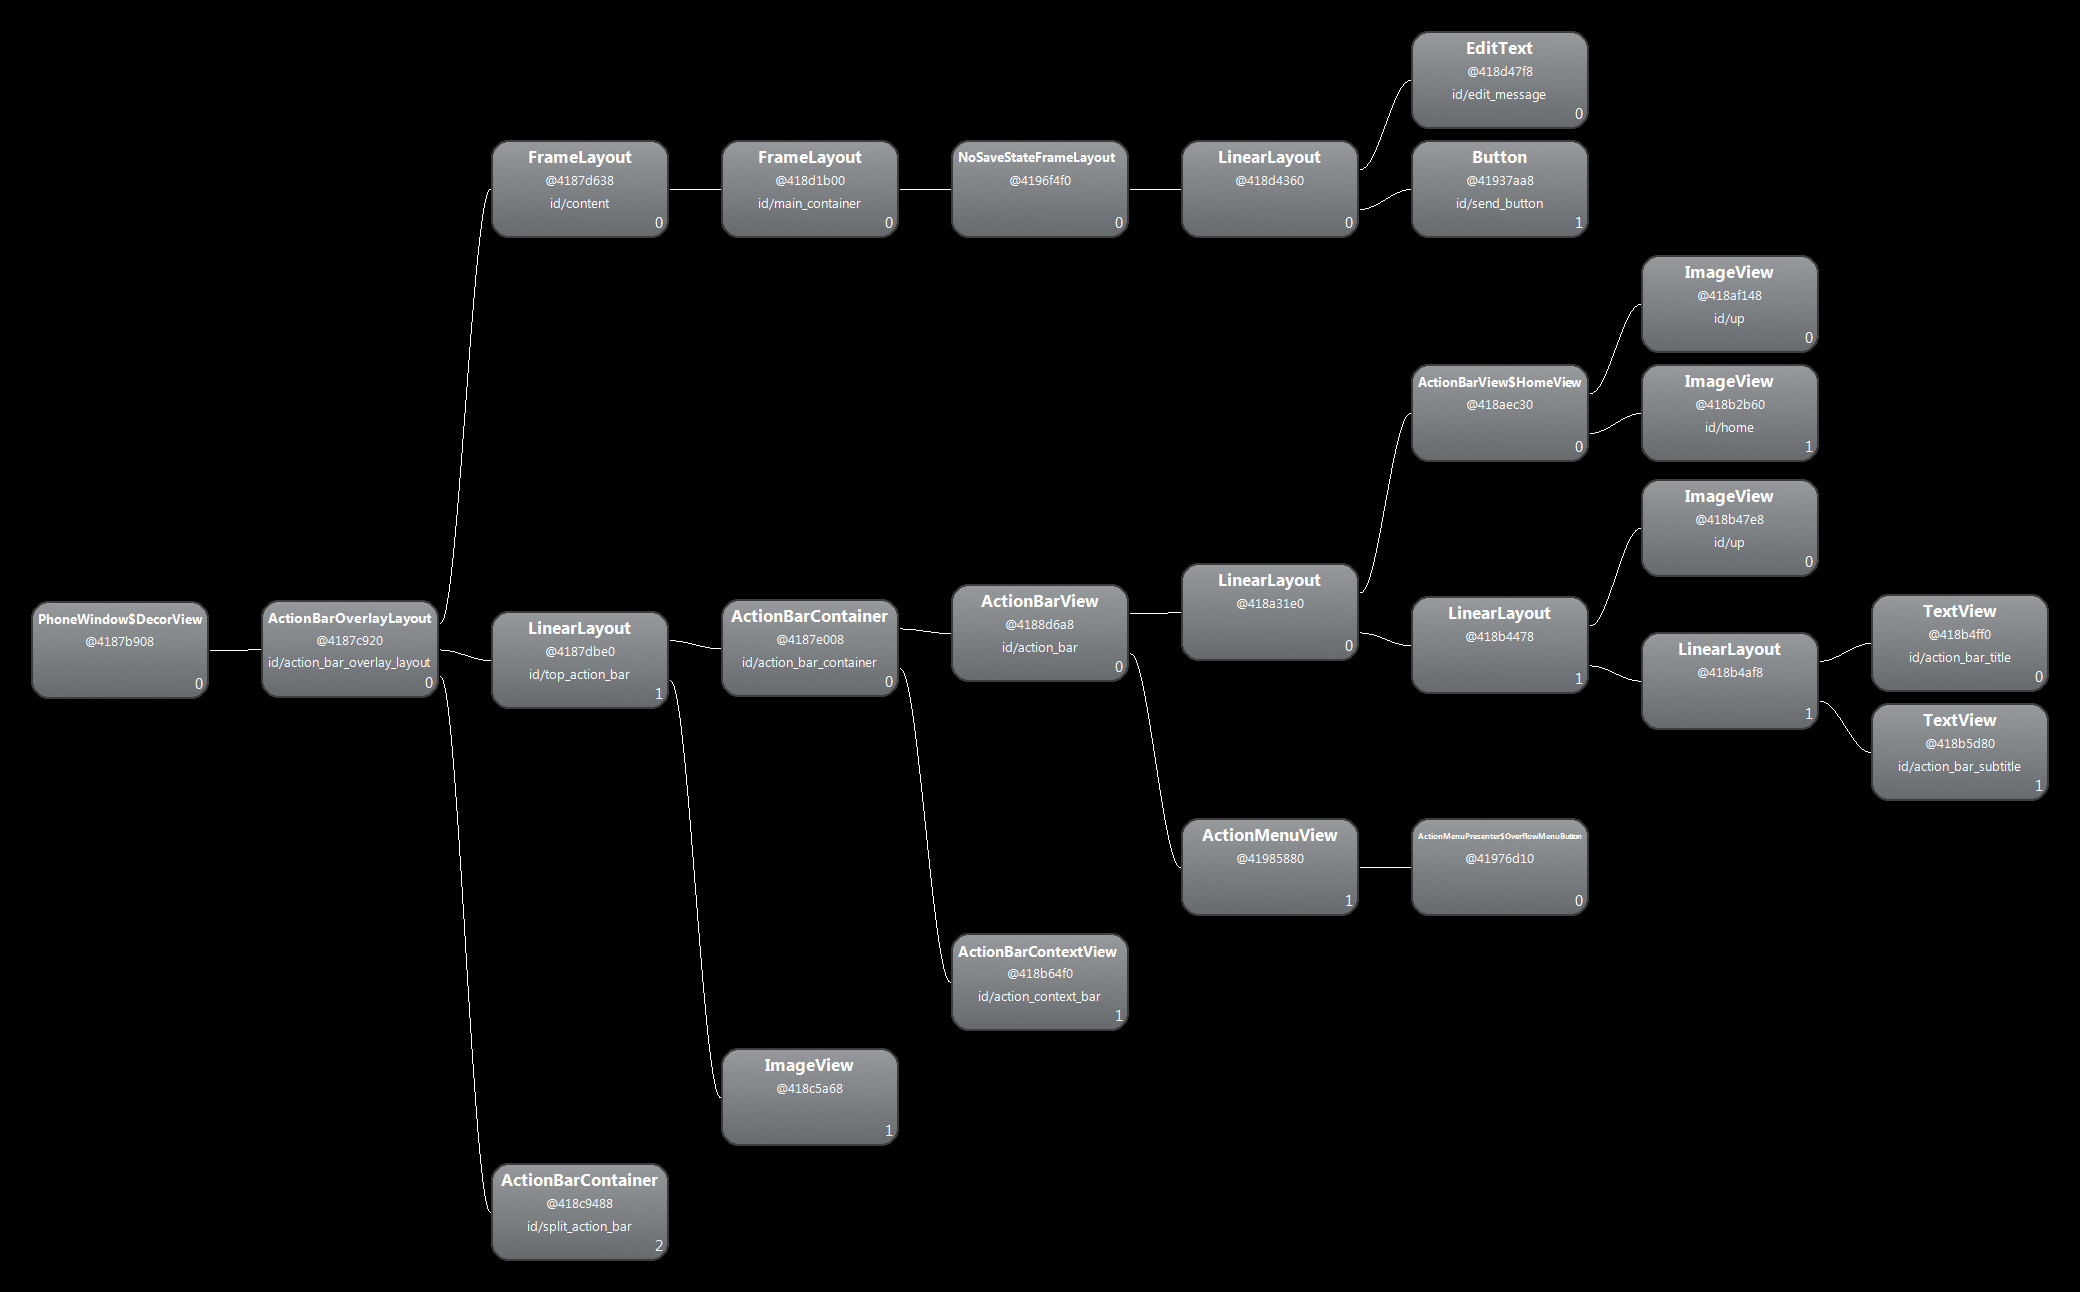 EditText
@418d47f8
id/edit_message
0
FrameLayout
@4187d638
id/content
0
FrameLayout
@418d1b00
id/main_container
0
NoSaveStateFrameLayout
@4196f4f0
0
LinearLayout
@418d4360
0
Button
@41937aa8
id/send_button
1
ImageView
@418af148
id/up
0
ActionBarView$HomeView
@418aec30
0
ImageView
@418b2b60
id/home
1
ImageView
@418b47e8
id/up
0
PhoneWindow$DecorView
@4187b908
0
ActionBarOverlayLayout
@4187c920
id/action_bar_overlay_layout
0
LinearLayout
@4187dbe0
id/top_action_bar
1
ActionBarContainer
@4187e008
id/action_bar_container
0
ActionBarView
@4188d6a8
id/action_bar
0
LinearLayout
@418a31e0
0
LinearLayout
@418b4478
1
LinearLayout
@418b4af8
1
TextView
@418b4ff0
id/action_bar_title
0
TextView
@418b5d80
id/action_bar_subtitle
1
ActionMenuView
@41985880
1
ActionMenuPresenter$OverflowMenuButton
@41976d10
0
ActionBarContextView
@418b64f0
id/action_context_bar
1
ImageView
@418c5a68
1
ActionBarContainer
@418c9488
id/split_action_bar
2